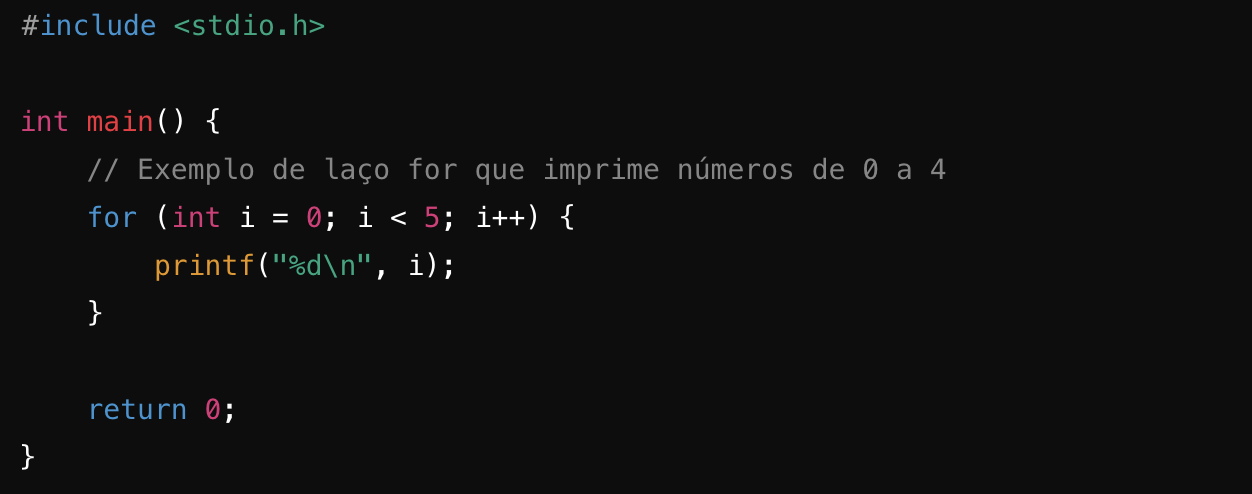 #include <stdio.h>
int main() {
// Exemplo de laço for que imprime números de 0 a 4
for (int i = 0; i < 5; i++) {
printf("%d\n", i);
}
return 0;
}